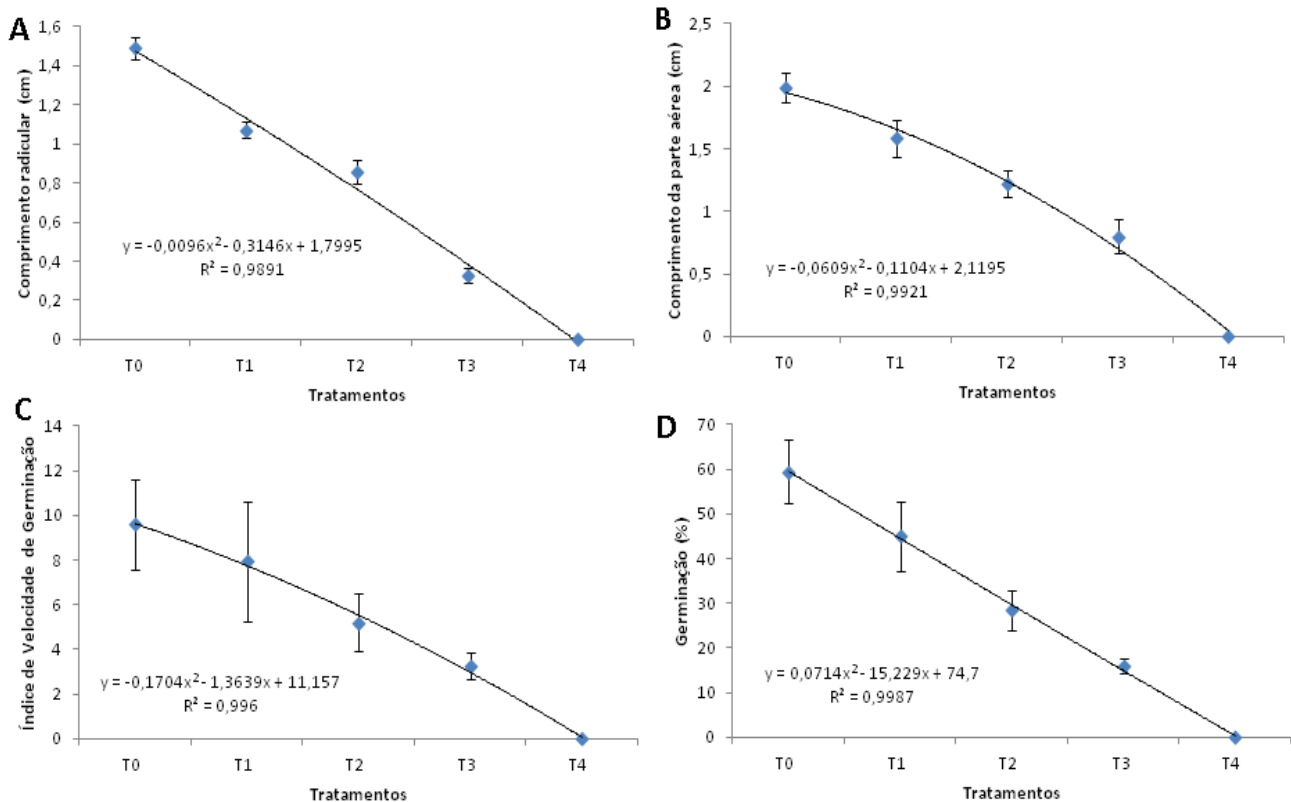 A
Comprimento radicular (cm)
1,6
1,4
1,2
1
0,8
0,6
0,4
0,2
0
y = -0,0096x² - 0,3146x + 1,7995
R² = 0,9891
T0 T1 T2 T3 T4
Tratamentos
B
Comprimento da parte aérea (cm)
2,5
2
1,5
1
0,5
0
y = -0,0609x² - 0,1104x + 2,1195
R² = 0,9921
T0 T1 T2 T3 T4
Tratamentos
C
Índice de Velocidade de Germinação
14
12
10
8
6
4
2
0
y = -0,1704x² - 1,3639x + 11,157
R² = 0,996
T0 T1 T2 T3 T4
Tratamentos
D
Germinação (%)
70
60
50
40
30
20
10
0
y = 0,0714x² - 15,229x + 74,7
R² = 0,9987
T0 T1 T2 T3 T4
Tratamentos